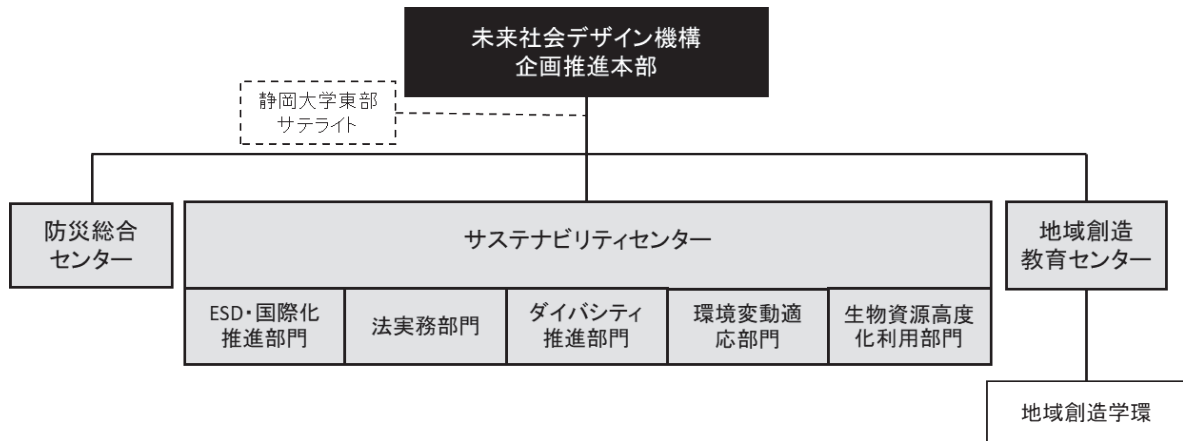 未来社会デザイン機構
企画推進本部
静岡大学東部
サテライト
防災総合
センター
サステナビリティセンター
地域創造
教育センター
ESD・国際化
推進部門
法実務部門
ダイバシティ
推進部門
環境変動適
応部門
生物資源高度
化利用部門
地域創造学環